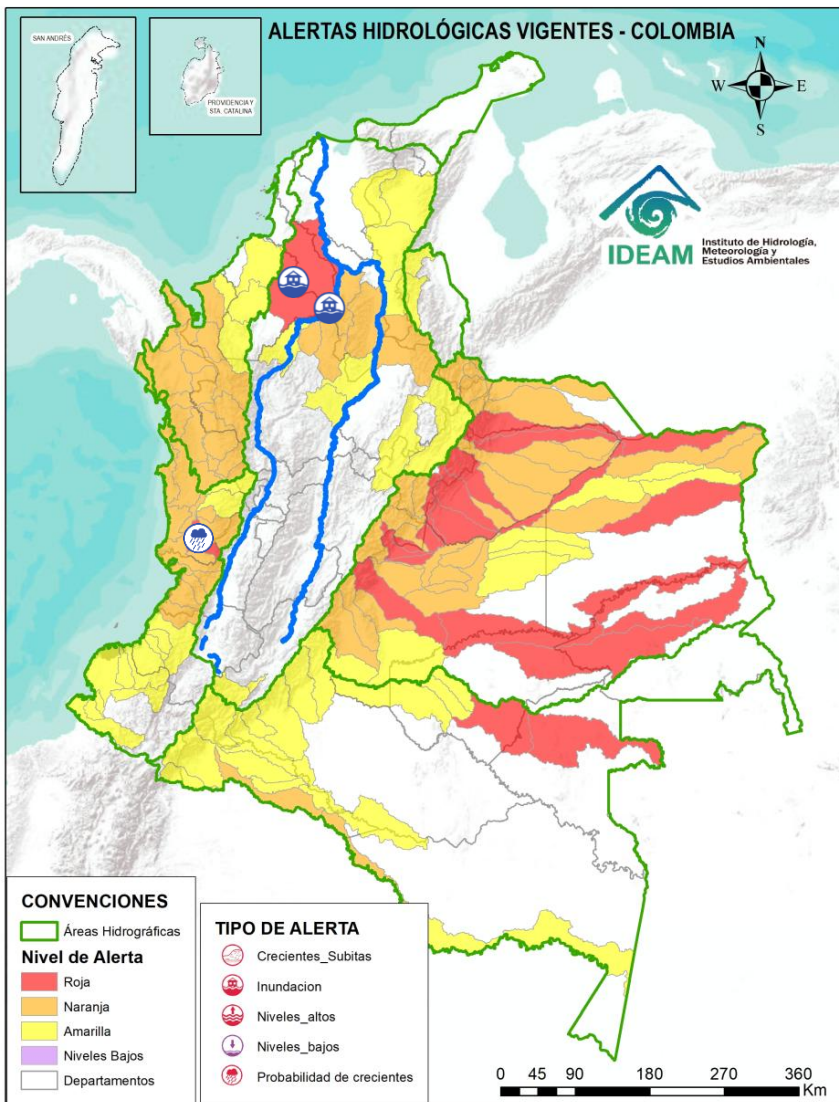 ALERTAS HIDROLÓGICAS VIGENTES - COLOMBIA
SAN ANDRÉS
PROVIDENCIA Y
STA. CATALINA
N
W
E
S
IDEAM
Instituto de Hidrología,
Meteorología y
Estudios Ambientales
CONVENCIONES
Áreas Hidrográficas
Nivel de Alerta
Roja
Naranja
Amarilla
Niveles Bajos
Departamentos
TIPO DE ALERTA
Crecientes_Subitas
Inundacion
Niveles_altos
Niveles_bajos
Probabilidad de crecientes
0 45 90 180 270 360
Km